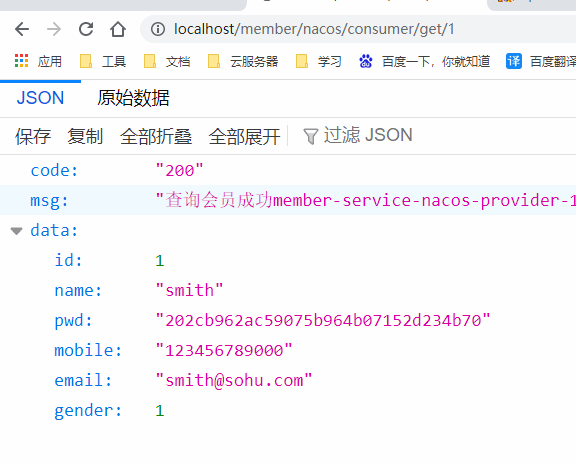 localhost/member/nacos/consumer/get/1
应用 工具 文档 云服务器 学习 百度一下，你就知道 译 百度翻译
JSON 原始数据
保存 复制 全部折叠 全部展开 过滤 JSON
code: "200"
msg: "查询会员成功member-service-nacos-provider-1
data:
id: 1
name: "smith"
pwd: "202cb962ac59075b964b07152d234b70"
mobile: "123456789000"
email: "smith@sohu.com"
gender: 1